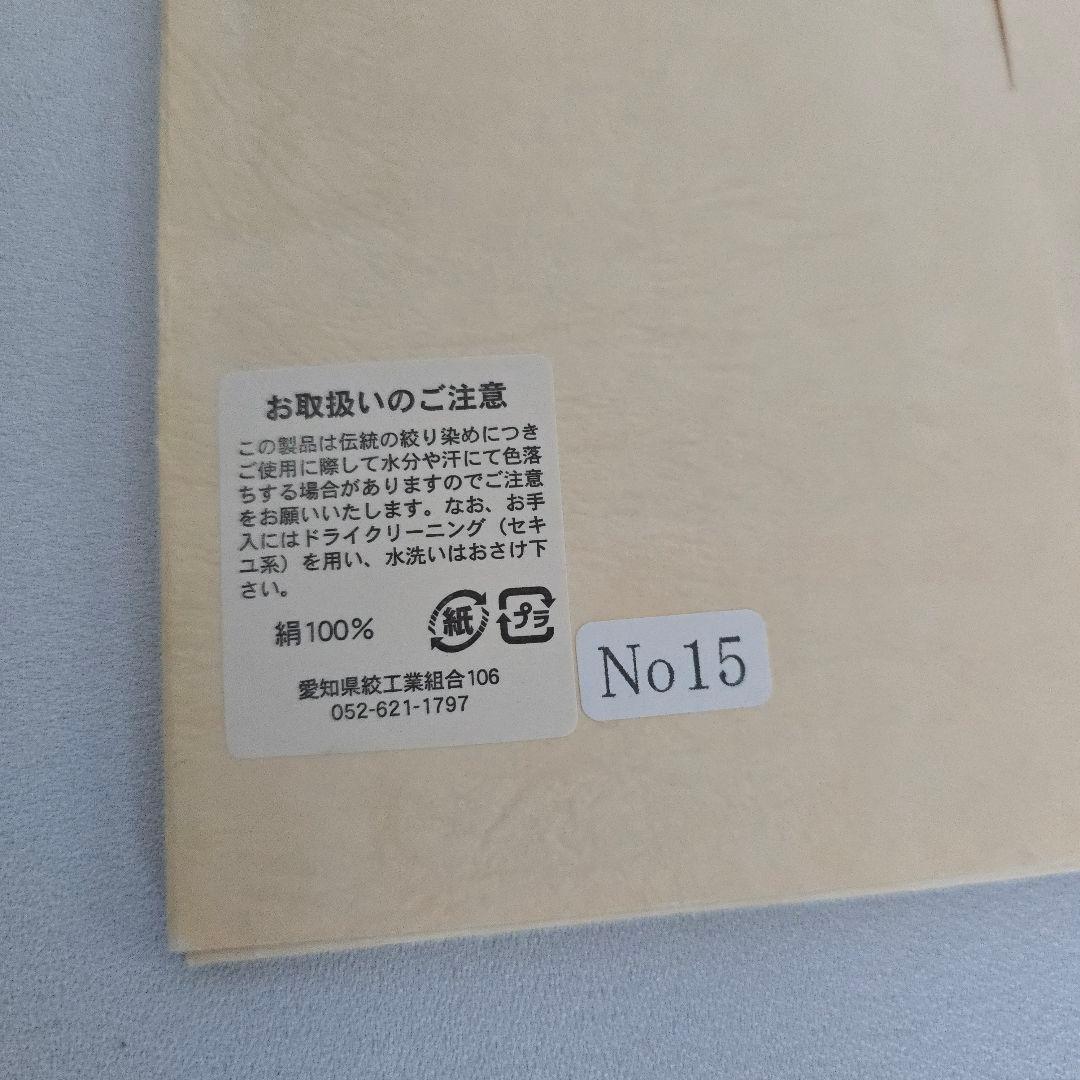 お取扱いのご注意
この製品は伝統の絞り染めにつき
ご使用に際して水分や汗にて色落
ちする場合がありますのでご注意
をお願いいたします。なお、お手
入にはドライクリーニング（セキ
ユ系）を用い、水洗いはおさけ下
さい。
絹100% 紙 プラ
愛知県絞工業組合106
052-621-1797
No15